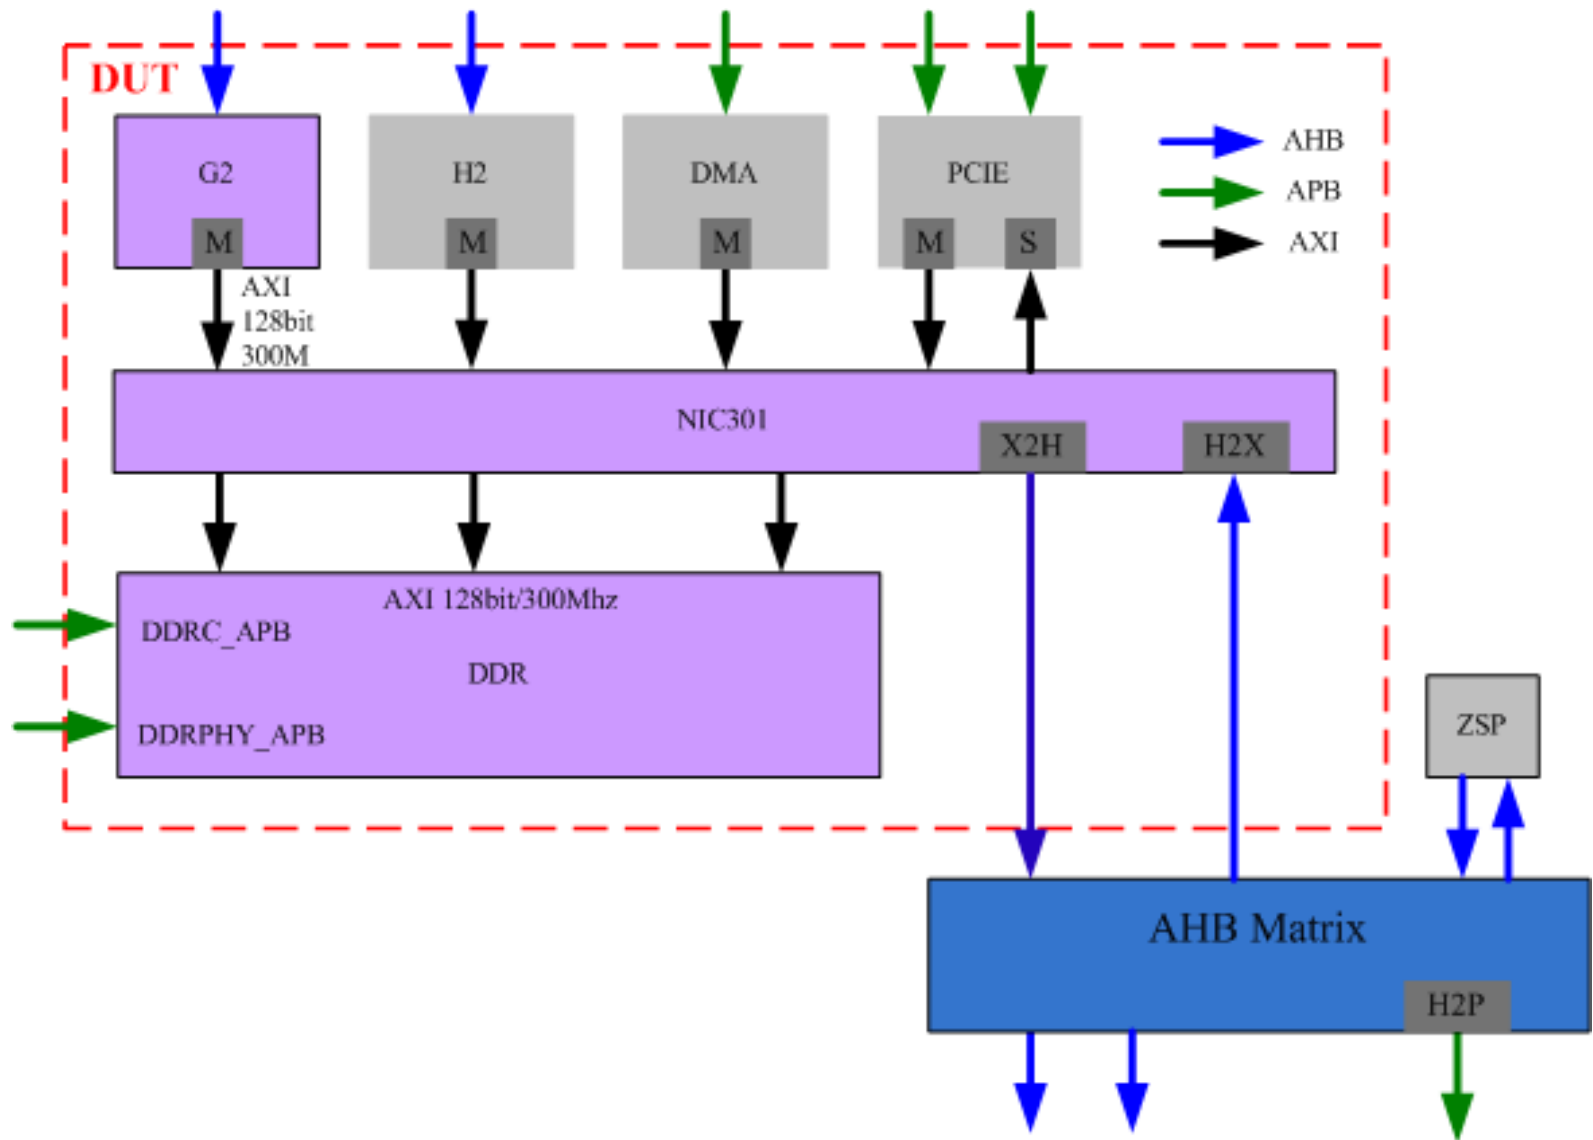 DUT
G2
H2
DMA
PCIE
M
M
M
M
S
AHB
APB
AXI
AXI
128bit
300M
NIC301
X2H
H2X
AXI 128bit/300Mhz
DDRC_APB
DDR
DDRPHY_APB
ZSP
AHB Matrix
H2P